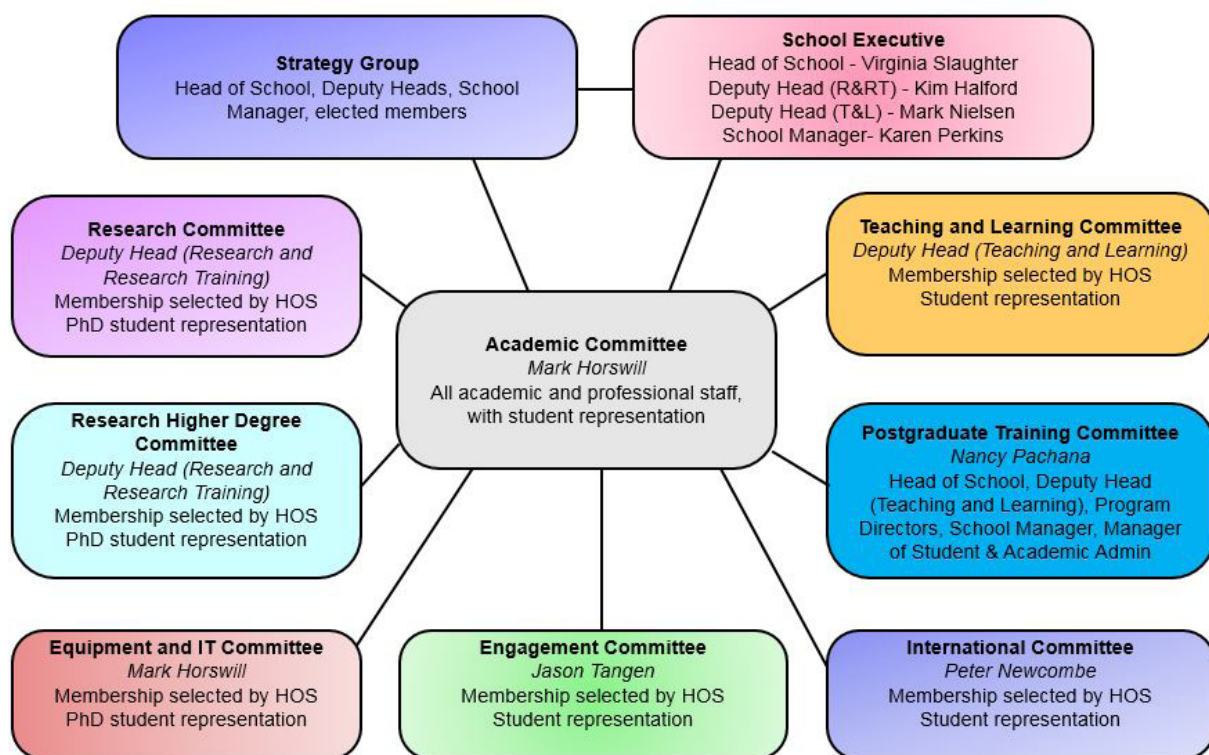 Strategy Group
Head of School, Deputy Heads, School
Manager, elected members
School Executive
Head of School - Virginia Slaughter
Deputy Head (R&RT) - Kim Halford
Deputy Head (T&L) - Mark Nielsen
School Manager- Karen Perkins
Research Committee
Deputy Head (Research and
Research Training)
Membership selected by HOS
PhD student representation
Teaching and Learning Committee
Deputy Head (Teaching and Learning)
Membership selected by HOS
Student representation
Academic Committee
Mark Horswill
All academic and professional staff,
with student representation
Research Higher Degree
Committee
Deputy Head (Research and
Research Training)
Membership selected by HOS
PhD student representation
Postgraduate Training Committee
Nancy Pachana
Head of School, Deputy Head
(Teaching and Learning), Program
Directors, School Manager, Manager
of Student & Academic Admin
Equipment and IT Committee
Mark Horswill
Membership selected by HOS
PhD student representation
Engagement Committee
Jason Tangen
Membership selected by HOS
Student representation
International Committee
Peter Newcombe
Membership selected by HOS
Student representation